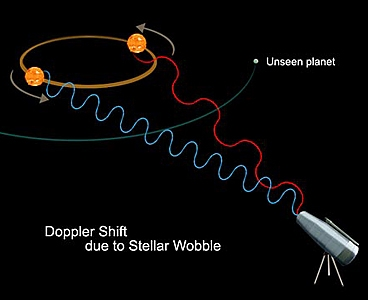 Unseen planet
Doppler Shift
due to Stellar Wobble